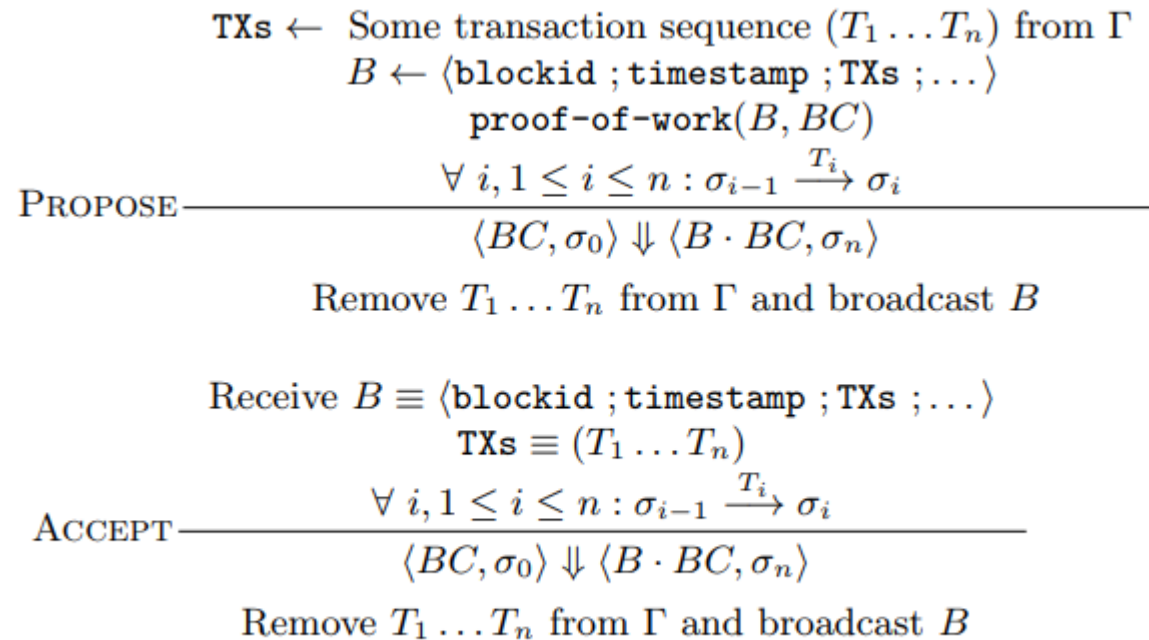 TXs ← Some transaction sequence (T₁ … Tₙ) from Γ
B ← ⟨blockid ; timestamp ; TXs ; … ⟩
proof-of-work(B, BC)
∀ i, 1 ≤ i ≤ n : σᵢ₋₁ —Tᵢ→ σᵢ
PROPOSE
⟨BC, σ₀⟩ ⇓ ⟨B · BC, σₙ⟩
Remove T₁ … Tₙ from Γ and broadcast B
Receive B ≡ ⟨blockid ; timestamp ; TXs ; … ⟩
TXs ≡ (T₁ … Tₙ)
∀ i, 1 ≤ i ≤ n : σᵢ₋₁ —Tᵢ→ σᵢ
ACCEPT
⟨BC, σ₀⟩ ⇓ ⟨B · BC, σₙ⟩
Remove T₁ … Tₙ from Γ and broadcast B